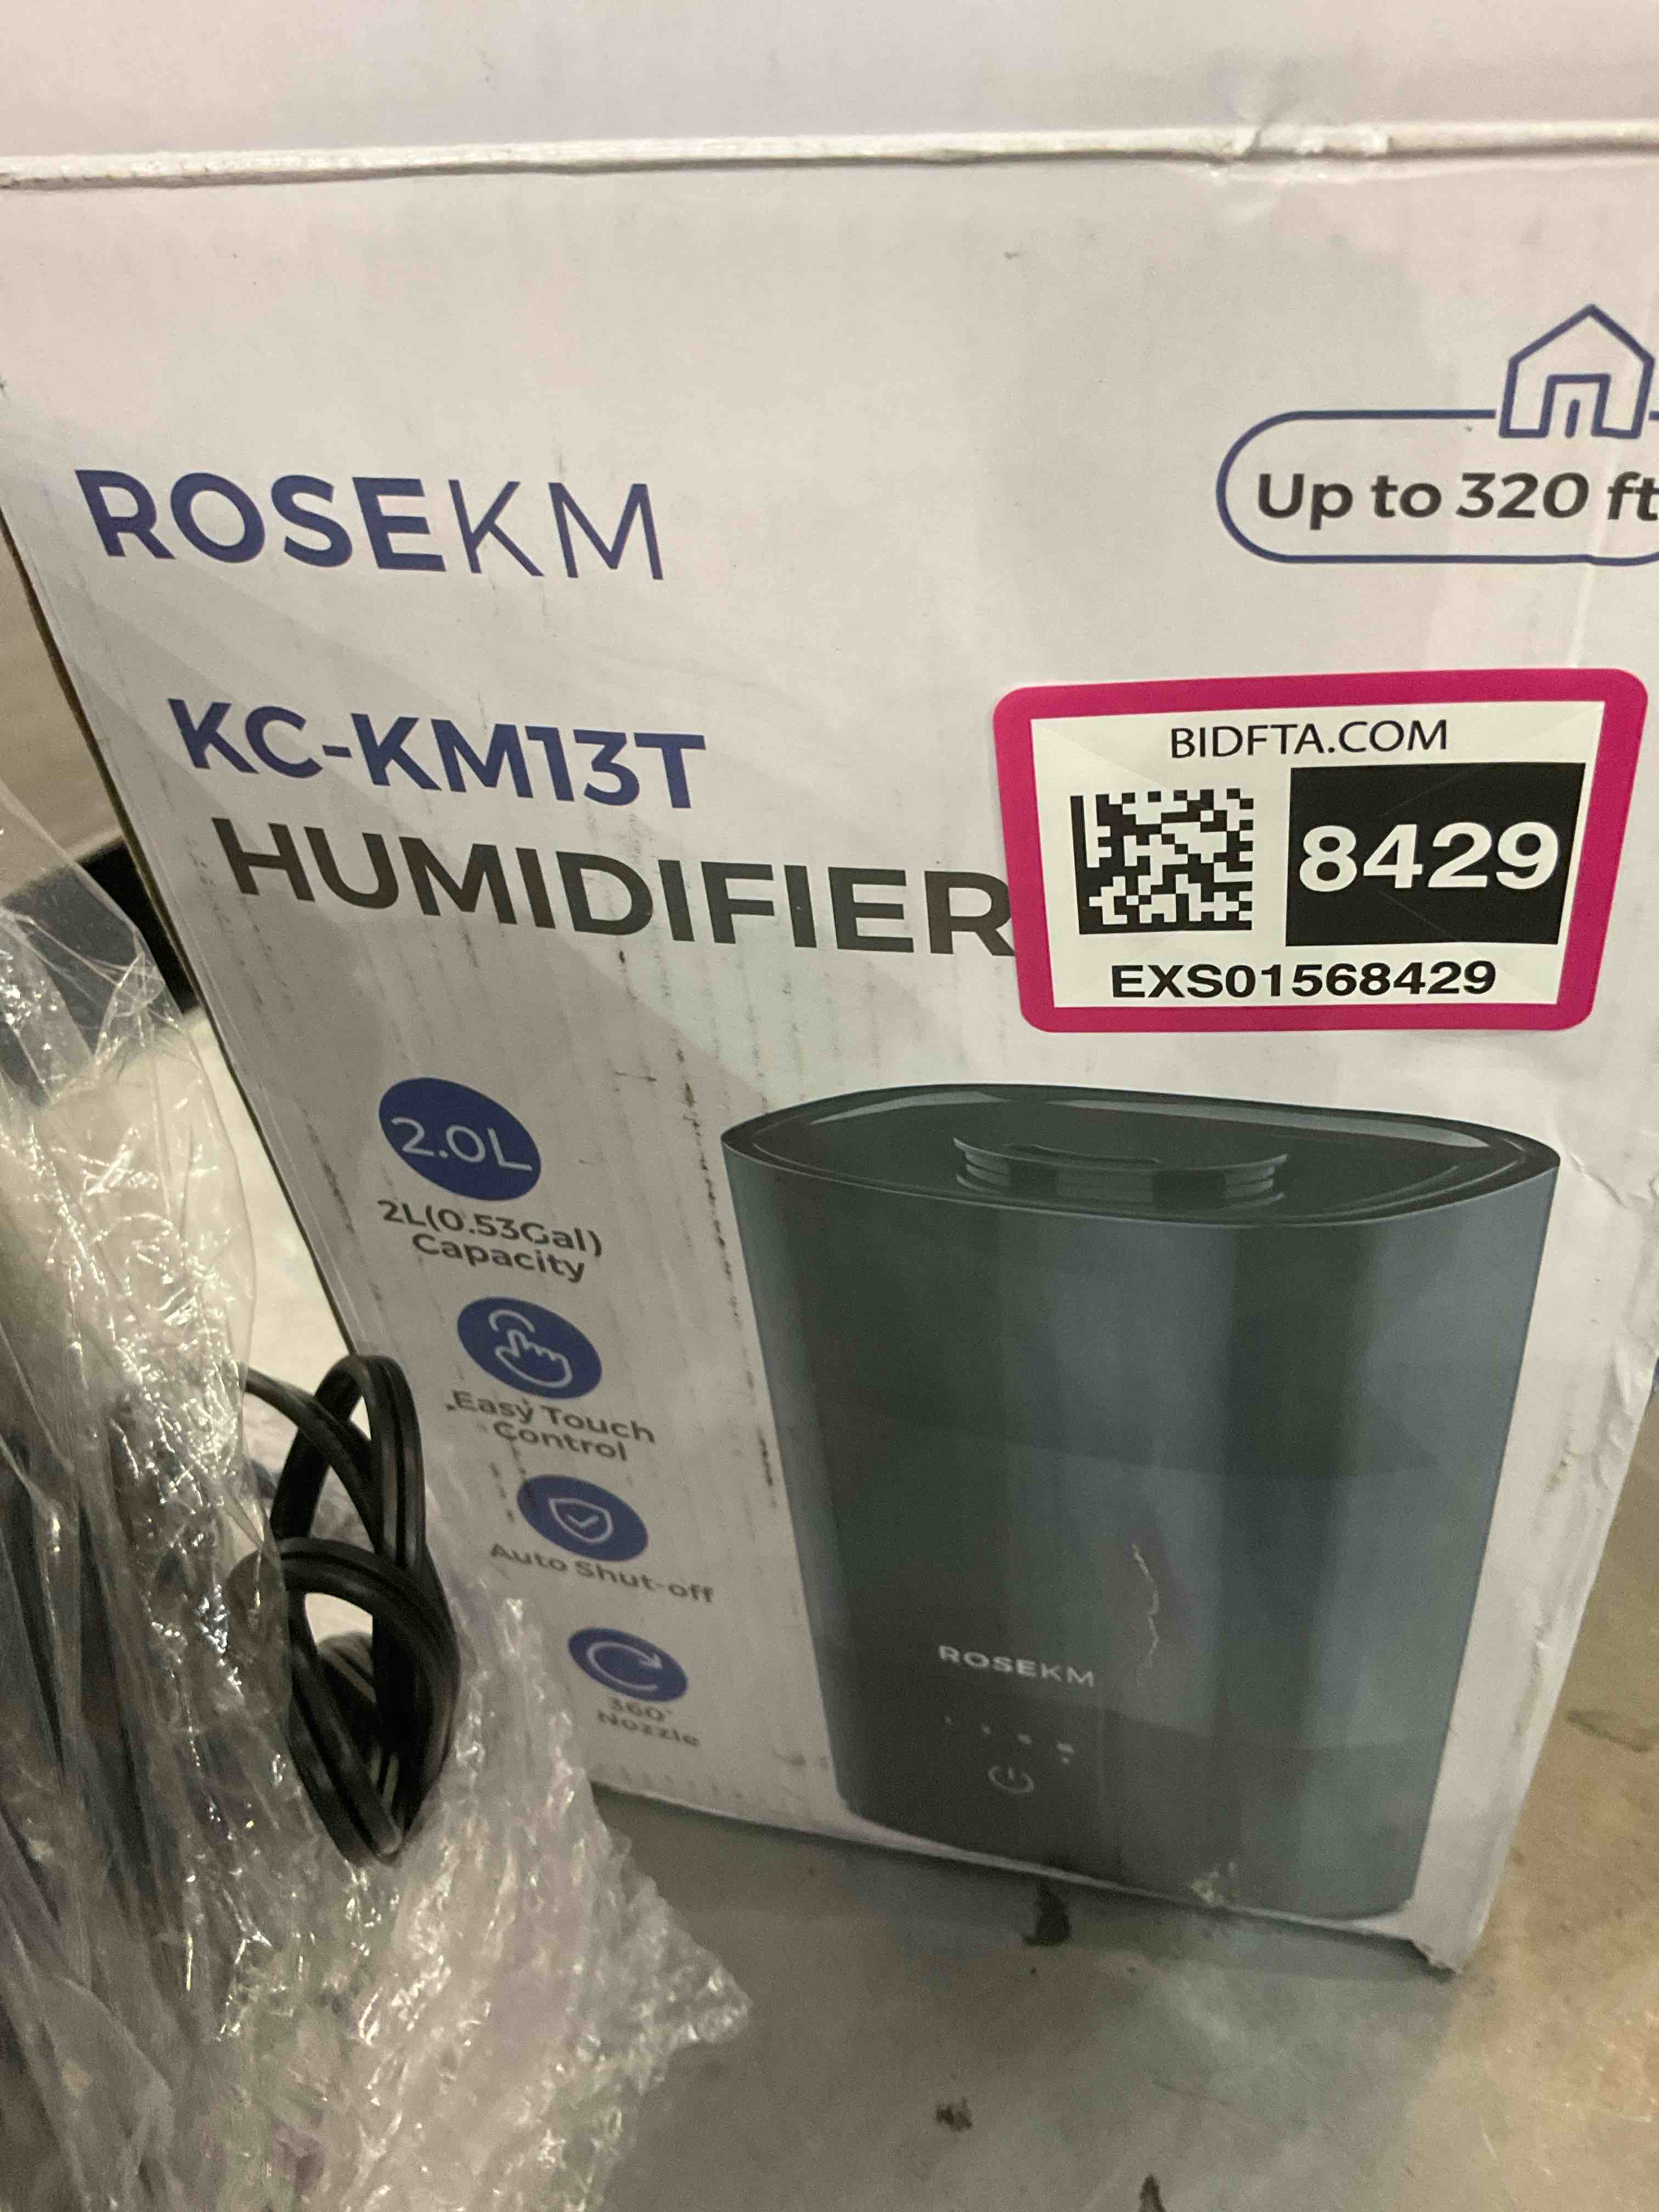 Up to 320 ft
ROSEKM
KC-KM13T
HUMIDIFIER
BIDFTA.COM
8429
EXS01568429
2.0L
2L(0.53Gal)
Capacity
Easy Touch
Control
Auto Shut-off
360°
Nozzle
ROSEKM